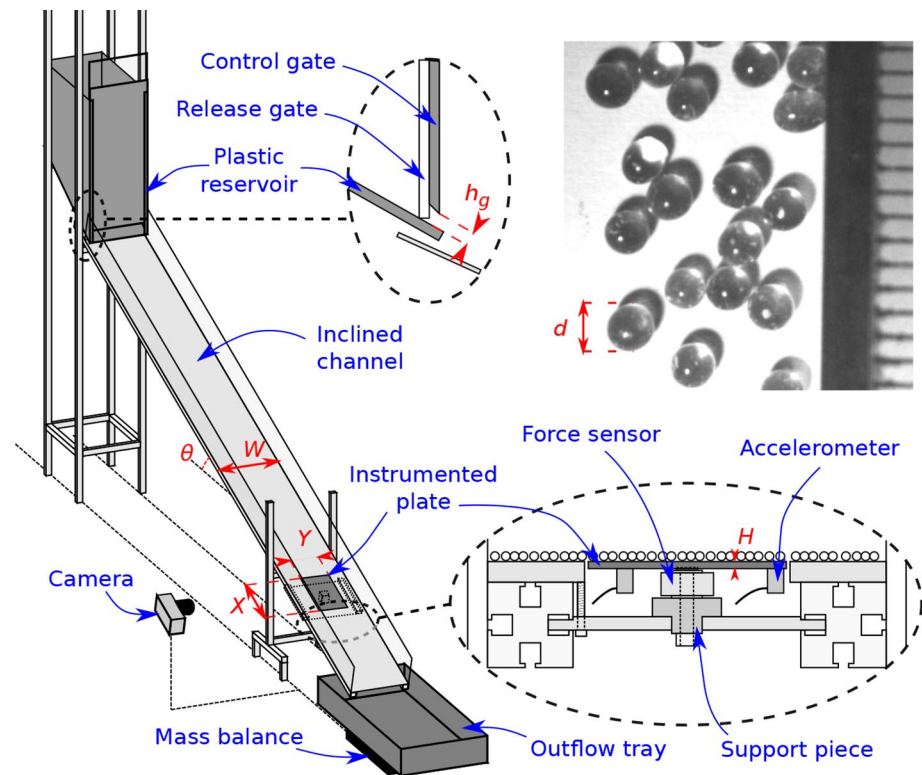 Control gate
Release gate
Plastic
reservoir
h_g
Inclined
channel
d
θ
W
Force sensor
Accelerometer
Instrumented
plate
H
Y
X
Camera
Mass balance
Outflow tray
Support piece